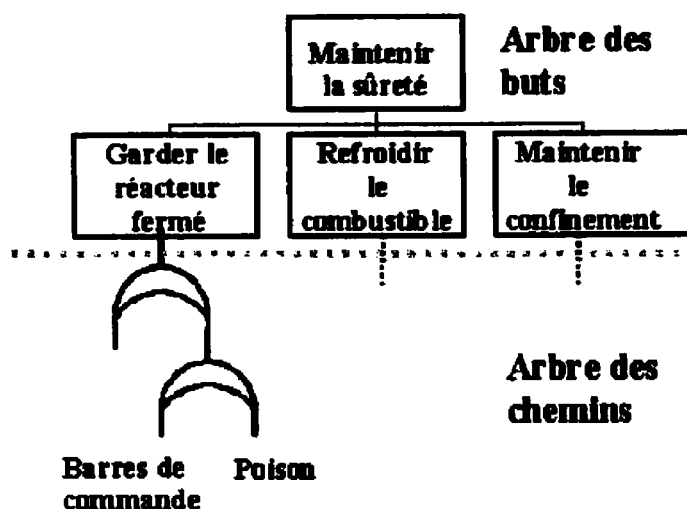 Maintenir
la sûreté
Arbre des
buts
Garder le
réacteur
fermé
Refroidir
le
combustible
Maintenir
le
confinement
Arbre des
chemins
Barres de
commande
Poison